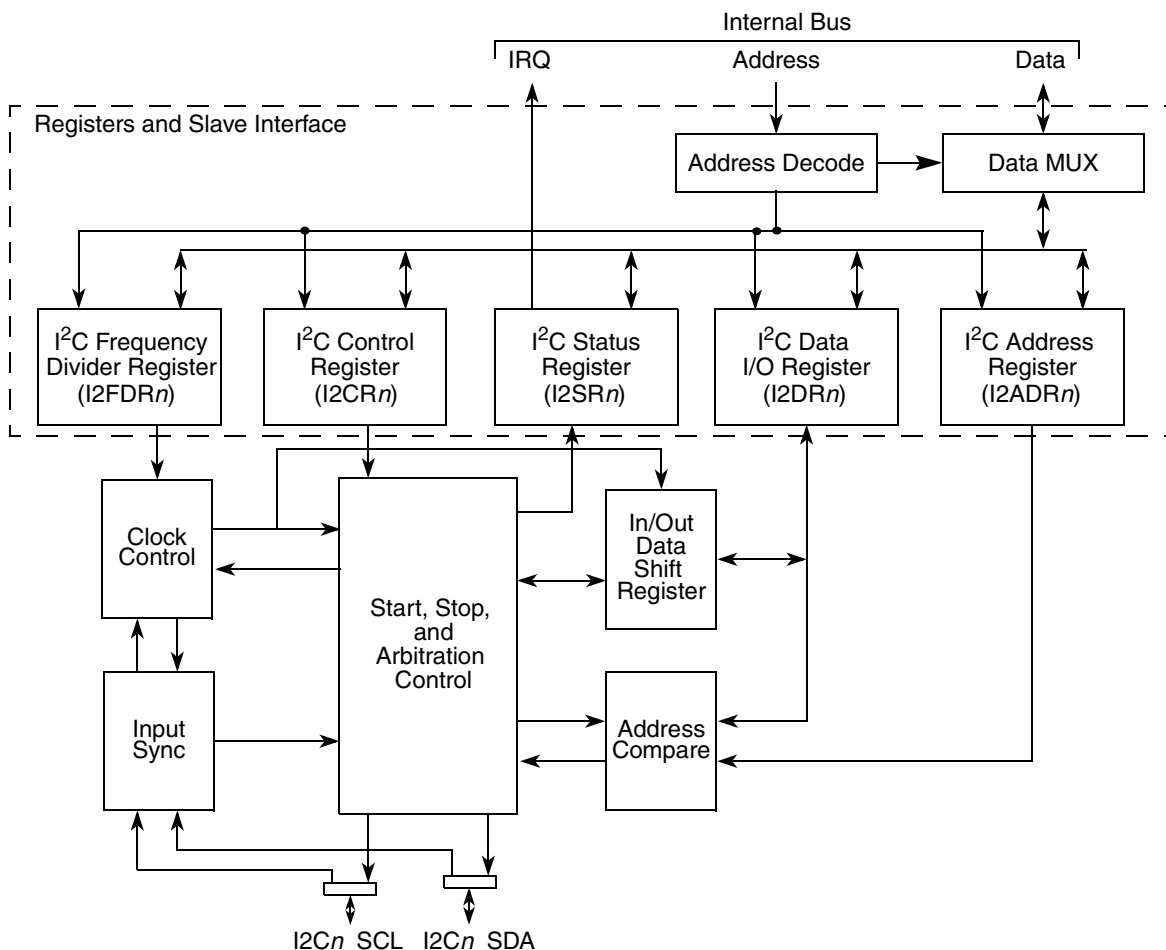 Internal Bus
IRQ
Address
Data
Registers and Slave Interface
Address Decode
Data MUX
I²C Frequency
Divider Register
(I2FDRn)
I²C Control
Register
(I2CRn)
I²C Status
Register
(I2SRn)
I²C Data
I/O Register
(I2DRn)
I²C Address
Register
(I2ADRn)
Clock
Control
Start, Stop,
and
Arbitration
Control
In/Out
Data
Shift
Register
Input
Sync
Address
Compare
I2Cn_SCL
I2Cn_SDA